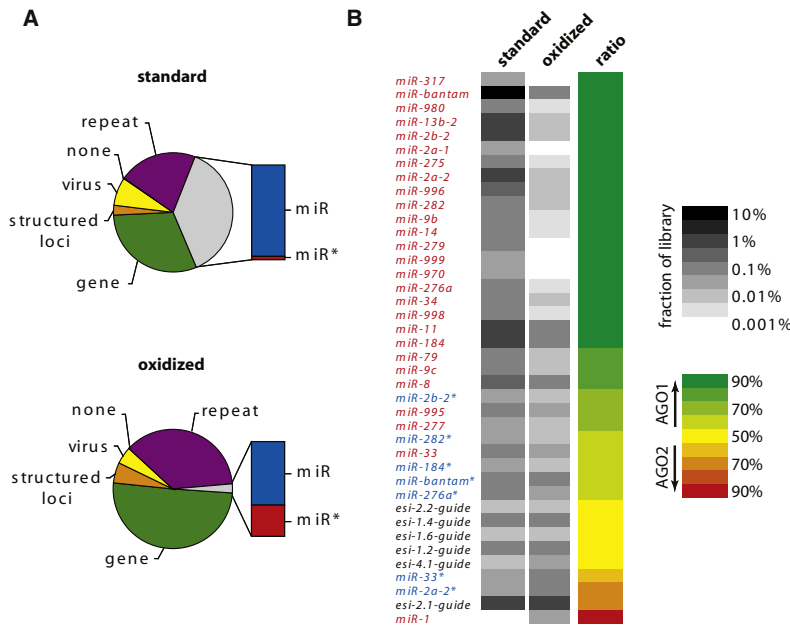 A
standard
repeat
none
virus
structured
loci
gene
miR
miR*
oxidized
none
repeat
virus
structured
loci
gene
miR
miR*
B
standard
oxidized
ratio
miR-317
miR-bantam
miR-980
miR-13b-2
miR-2b-2
miR-2a-1
miR-275
miR-2a-2
miR-996
miR-282
miR-9b
miR-14
miR-279
miR-999
miR-970
miR-276a
miR-34
miR-998
miR-11
miR-184
miR-79
miR-9c
miR-8
miR-2b-2*
miR-995
miR-277
miR-282*
miR-33
miR-184*
miR-bantam*
miR-276a*
esi-2.2-guide
esi-1.4-guide
esi-1.6-guide
esi-1.2-guide
esi-4.1-guide
miR-33*
miR-2a-2*
esi-2.1-guide
miR-1
fraction of library
10%
1%
0.1%
0.01%
0.001%
AGO1
AGO2
90%
70%
50%
70%
90%